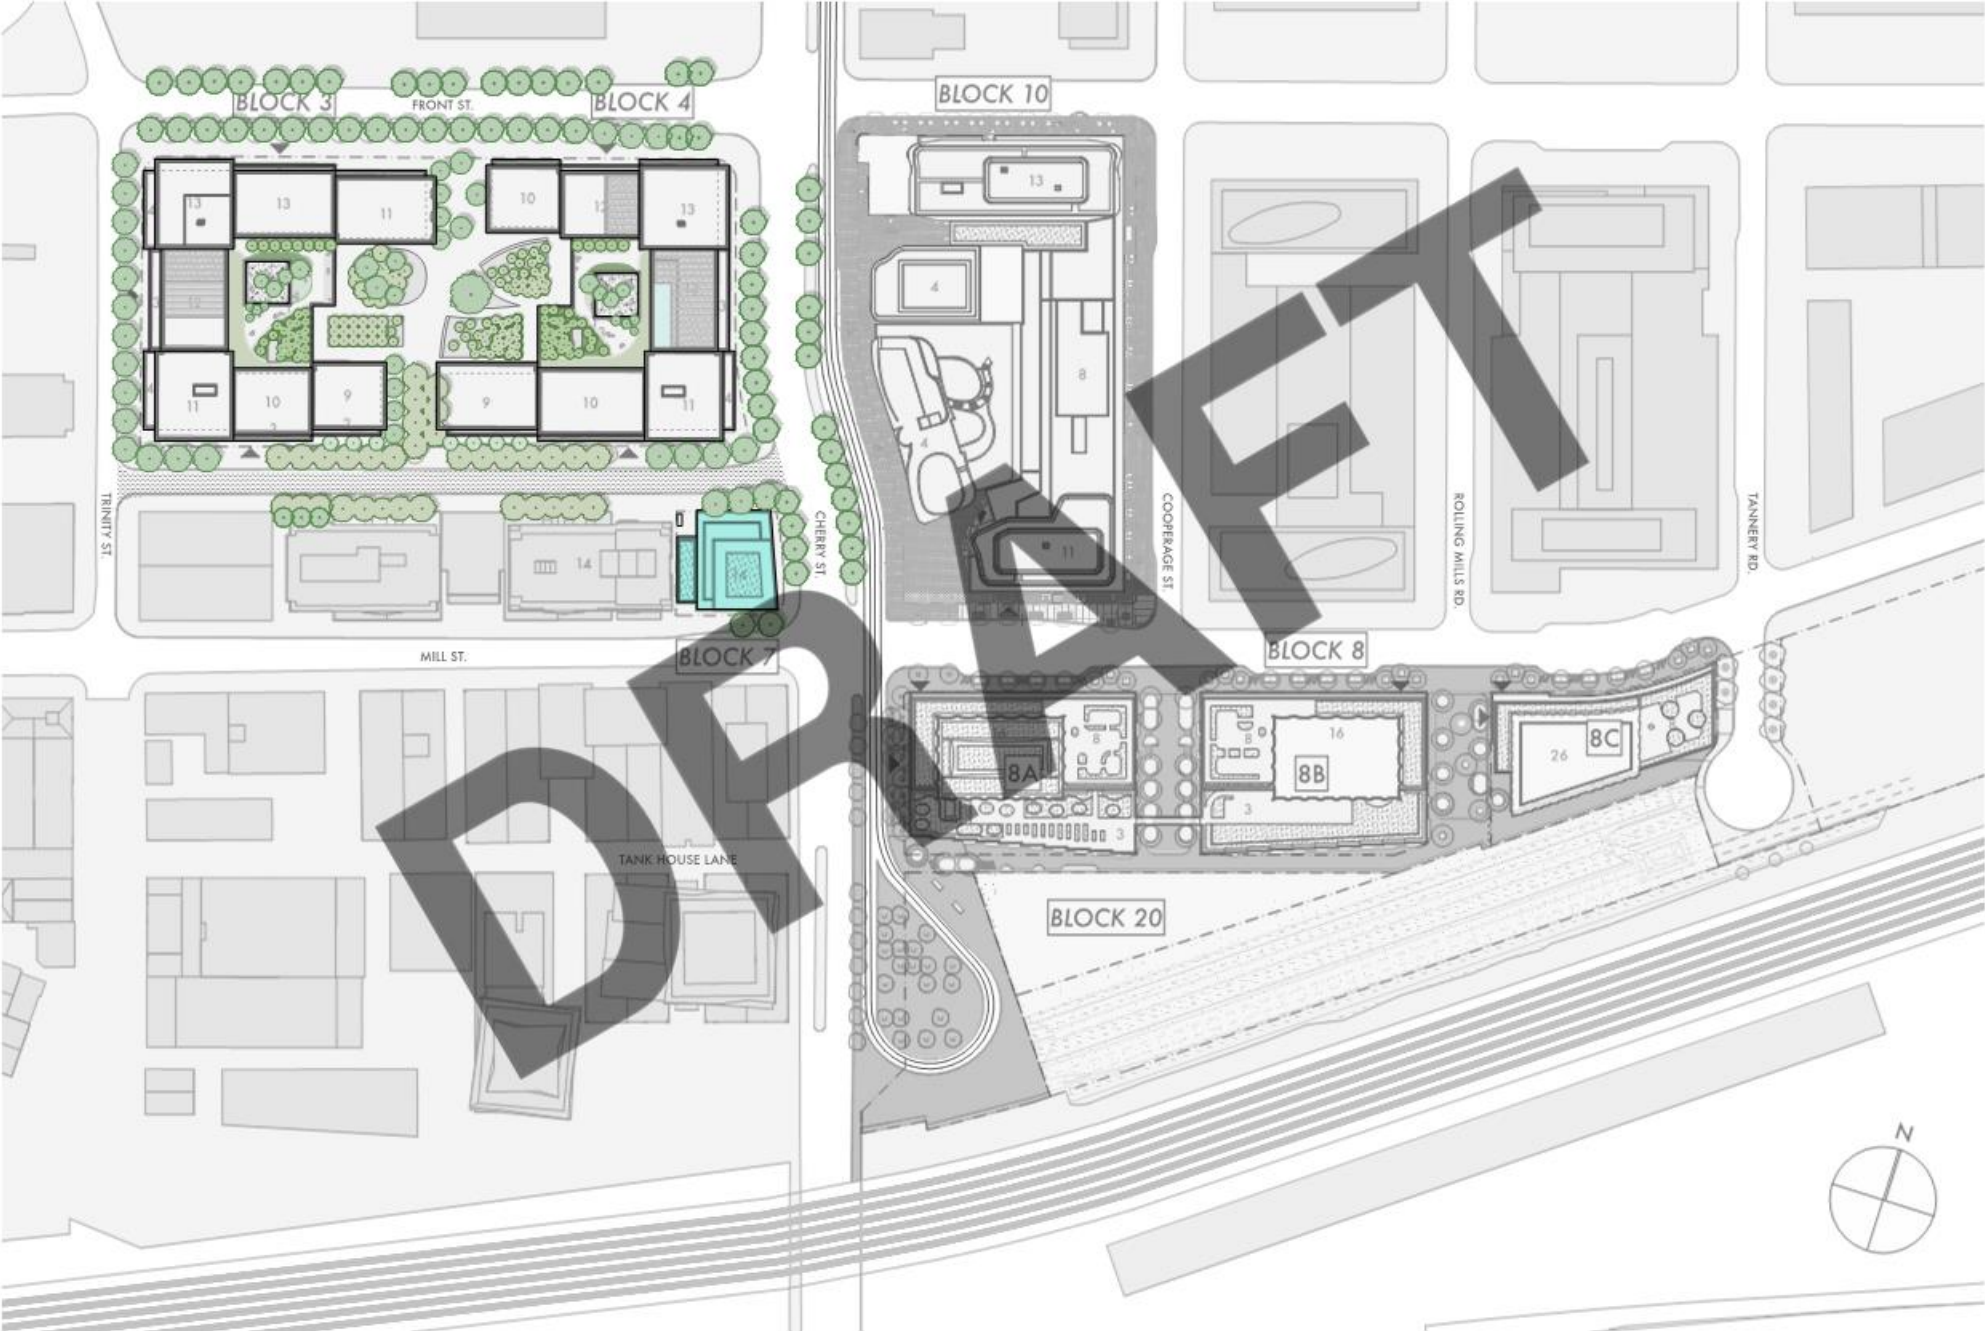 BLOCK 3
FRONT ST.
BLOCK 4
BLOCK 10
13
13
11
10
13
13
12
4
8
11
10
9
9
10
11
4
3
TRINITY ST.
14
CHERRY ST.
11
COOPERAGE ST.
ROLLING MILLS RD.
TANNERY RD.
MILL ST.
BLOCK 7
BLOCK 8
8
8
16
26
8C
8A
8B
3
3
TANK HOUSE LANE
BLOCK 20
DRAFT
N